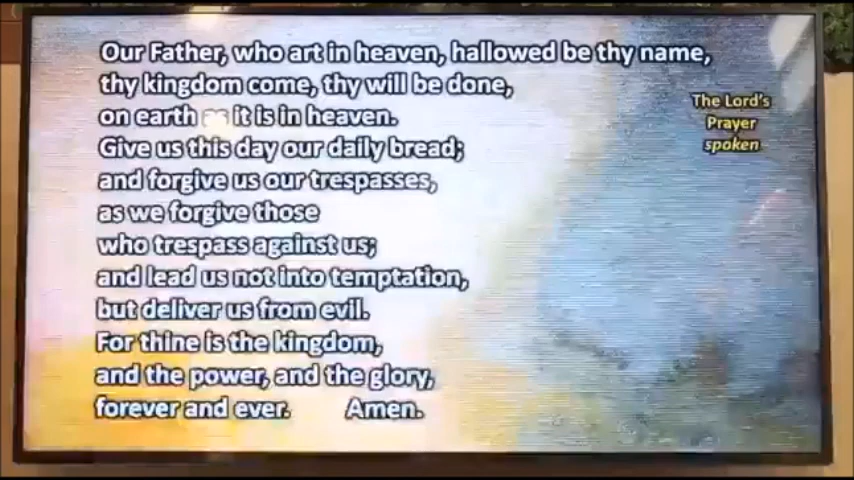 Our Father, who art in heaven, hallowed be thy name,
thy kingdom come, thy will be done,
on earth as it is in heaven.
Give us this day our daily bread;
and forgive us our trespasses,
as we forgive those
who trespass against us;
and lead us not into temptation,
but deliver us from evil.
For thine is the kingdom,
and the power, and the glory,
forever and ever. Amen.
The Lord's
Prayer
spoken